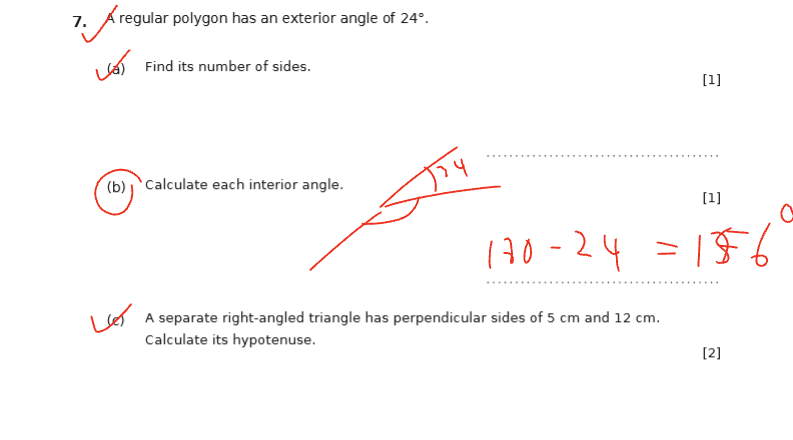 7. A regular polygon has an exterior angle of 24°.
(a) Find its number of sides.
[1]
24
(b) Calculate each interior angle.
[1]
170 - 24 = 156°
(c) A separate right-angled triangle has perpendicular sides of 5 cm and 12 cm.
Calculate its hypotenuse.
[2]